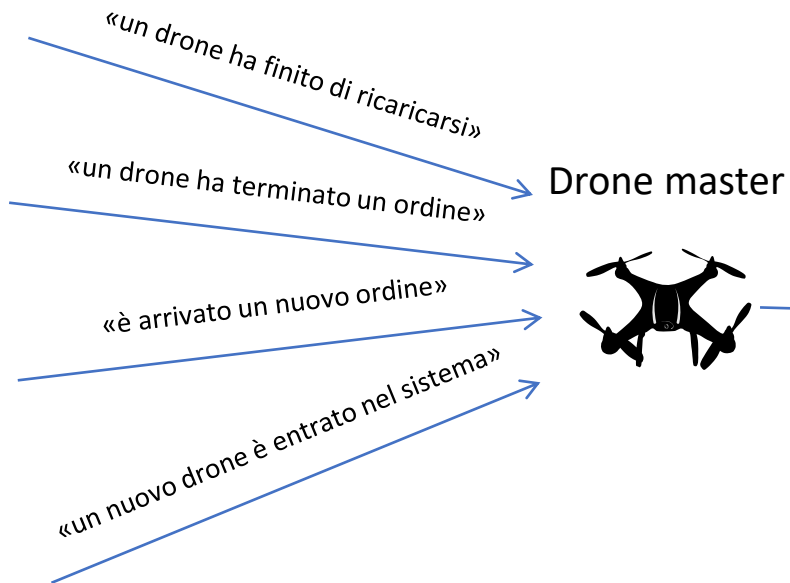 «un drone ha finito di ricaricarsi»
«un drone ha terminato un ordine»
Drone master
«è arrivato un nuovo ordine»
«un nuovo drone è entrato nel sistema»